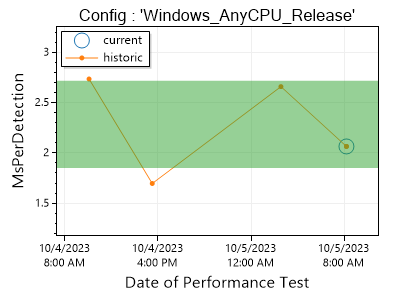 Config : 'Windows_AnyCPU_Release'
current
historic
3
2.5
2
1.5
MsPerDetection
10/4/2023 10/4/2023 10/5/2023 10/5/2023
8:00 AM 4:00 PM 12:00 AM 8:00 AM
Date of Performance Test